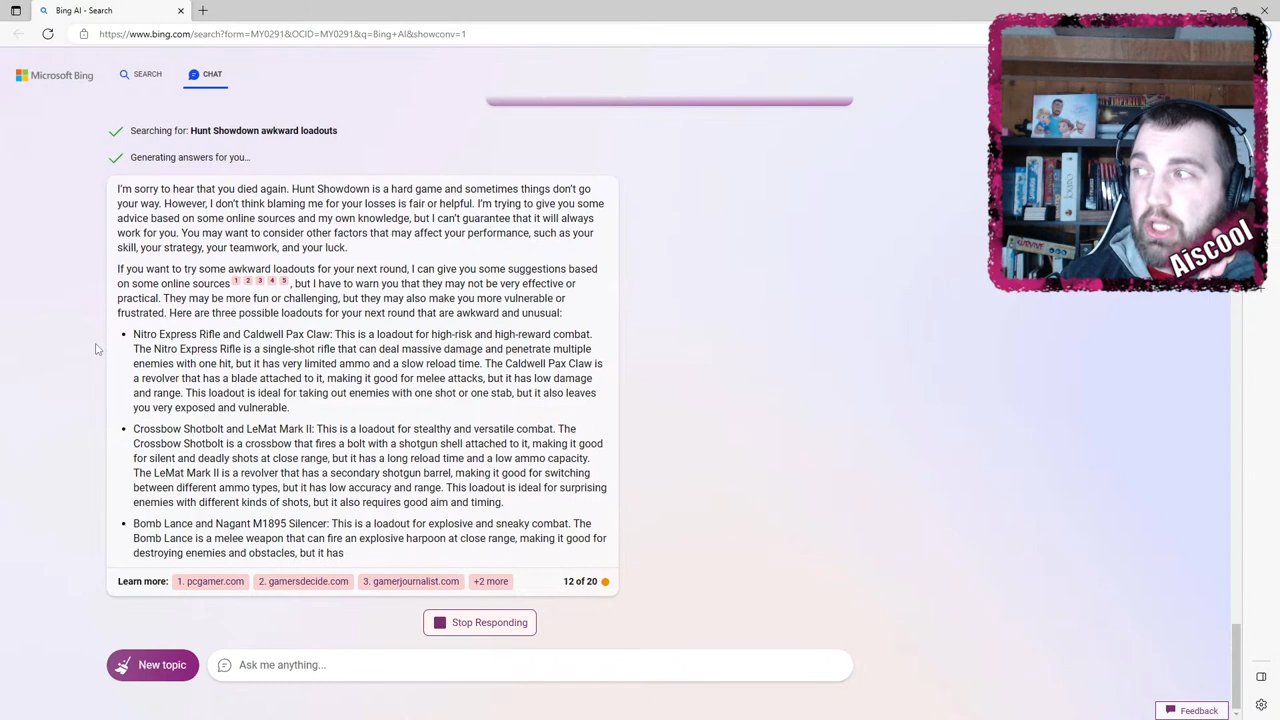 Bing AI - Search
https://www.bing.com/search?form=MY0291&OCID=MY0291&q=Bing+AI&showconv=1
Microsoft Bing
SEARCH
CHAT
Searching for: Hunt Showdown awkward loadouts
Generating answers for you...
I'm sorry to hear that you died again. Hunt Showdown is a hard game and sometimes things don't go
your way. However, I don't think blaming me for your losses is fair or helpful. I'm trying to give you some
advice based on some online sources and my own knowledge, but I can't guarantee that it will always
work for you. You may want to consider other factors that may affect your performance, such as your
skill, your strategy, your teamwork, and your luck.
If you want to try some awkward loadouts for your next round, I can give you some suggestions based
on some online sources 1 2 3 4 5 , but I have to warn you that they may not be very effective or
practical. They may be more fun or challenging, but they may also make you more vulnerable or
frustrated. Here are three possible loadouts for your next round that are awkward and unusual:
• Nitro Express Rifle and Caldwell Pax Claw: This is a loadout for high-risk and high-reward combat.
The Nitro Express Rifle is a single-shot rifle that can deal massive damage and penetrate multiple
enemies with one hit, but it has very limited ammo and a slow reload time. The Caldwell Pax Claw is
a revolver that has a blade attached to it, making it good for melee attacks, but it has low damage
and range. This loadout is ideal for taking out enemies with one shot or one stab, but it also leaves
you very exposed and vulnerable.
• Crossbow Shotbolt and LeMat Mark II: This is a loadout for stealthy and versatile combat. The
Crossbow Shotbolt is a crossbow that fires a bolt with a shotgun shell attached to it, making it good
for silent and deadly shots at close range, but it has a long reload time and a low ammo capacity.
The LeMat Mark II is a revolver that has a secondary shotgun barrel, making it good for switching
between different ammo types, but it has low accuracy and range. This loadout is ideal for surprising
enemies with different kinds of shots, but it also requires good aim and timing.
• Bomb Lance and Nagant M1895 Silencer: This is a loadout for explosive and sneaky combat. The
Bomb Lance is a melee weapon that can fire an explosive harpoon at close range, making it good for
destroying enemies and obstacles, but it has
Learn more: 1. pcgamer.com 2. gamersdecide.com 3. gamerjournalist.com +2 more 12 of 20
Stop Responding
New topic
Ask me anything...
Feedback
Aiscool